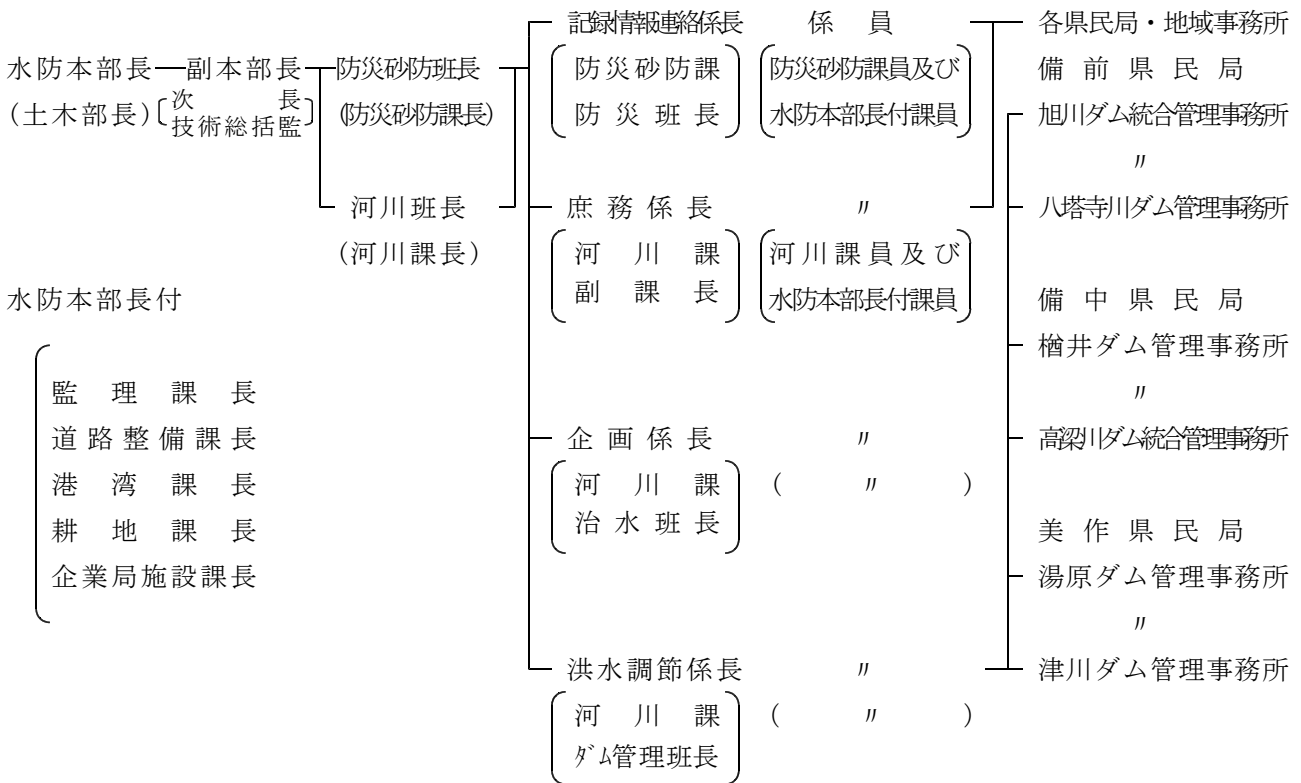 記録情報連絡係長 係員 各県民局・地域事務所
水防本部長 副本部長 防災砂防班長 防災砂防課 防災砂防課員及び 備前県民局
(土木部長) 次長 (防災砂防課長) 防災班長 水防本部長付課員 旭川ダム統合管理事務所
技術総括監
〃
河川班長 庶務係長 〃 八塔寺川ダム管理事務所
(河川課長) 河川課 河川課員及び
水防本部長付 副課長 水防本部長付課員 備中県民局
楢井ダム管理事務所
監理課長 〃
道路整備課長 企画係長 〃 高梁川ダム統合管理事務所
港湾課長 河川課 (〃)
耕地課長 治水班長 美作県民局
企業局施設課長 湯原ダム管理事務所
〃
洪水調節係長 〃 津川ダム管理事務所
河川課 (〃)
ダム管理班長